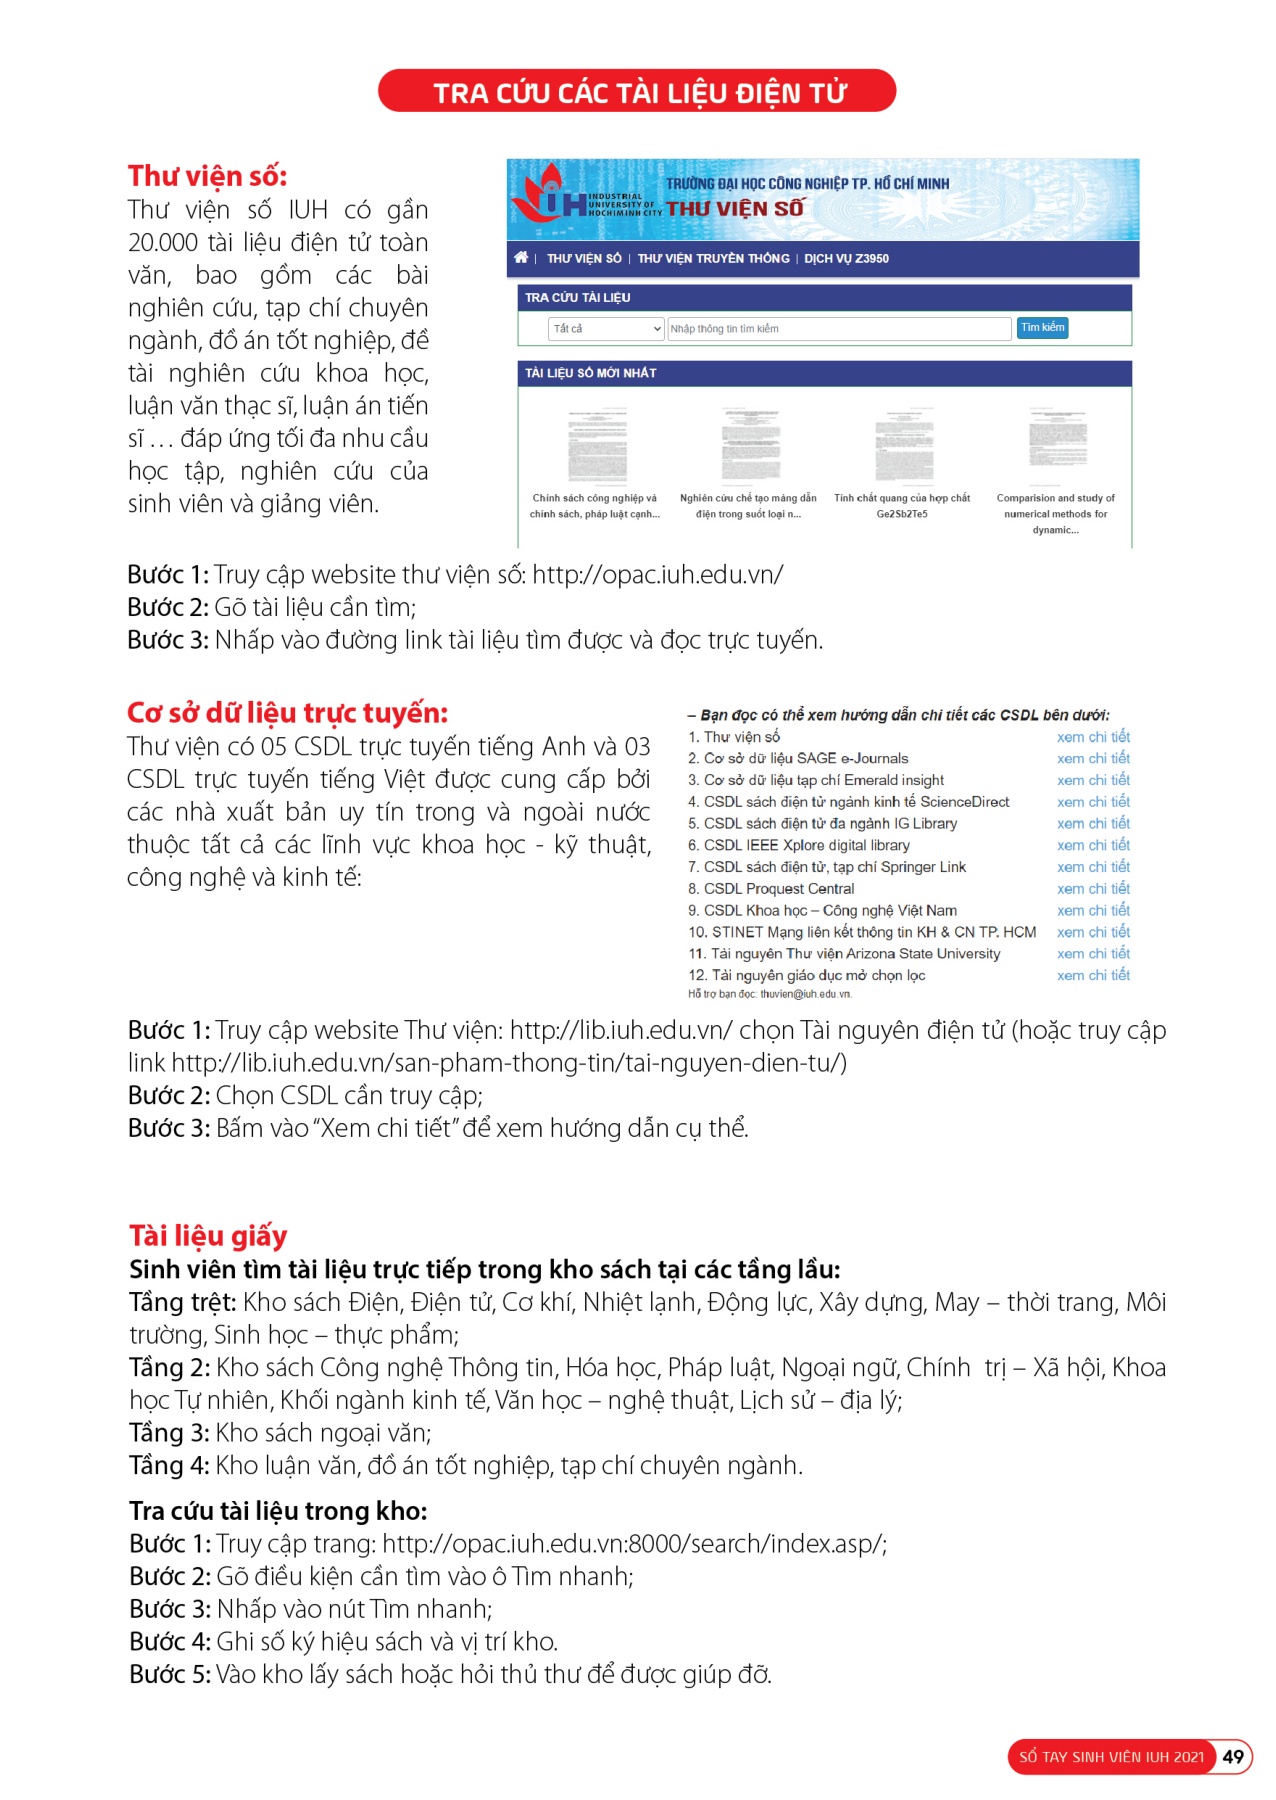 TRA CỨU CÁC TÀI LIỆU ĐIỆN TỬ
Thư viện số:
Thư viện số IUH có gần
20.000 tài liệu điện tử toàn
văn, bao gồm các bài
nghiên cứu, tạp chí chuyên
ngành, đồ án tốt nghiệp, đề
tài nghiên cứu khoa học,
luận văn thạc sĩ, luận án tiến
sĩ … đáp ứng tối đa nhu cầu
học tập, nghiên cứu của
sinh viên và giảng viên.
IUH
INDUSTRIAL
UNIVERSITY OF
HOCHIMINH CITY
TRƯỜNG ĐẠI HỌC CÔNG NGHIỆP TP. HỒ CHÍ MINH
THƯ VIỆN SỐ
| THƯ VIỆN SỐ | THƯ VIỆN TRUYỀN THỐNG | DỊCH VỤ Z3950
TRA CỨU TÀI LIỆU
Tất cả Nhập thông tin tìm kiếm Tìm kiếm
TÀI LIỆU SỐ MỚI NHẤT
Chính sách công nghiệp và
chính sách, pháp luật cạnh...
Nghiên cứu chế tạo màng dẫn
điện trong suốt loại n...
Tính chất quang của hợp chất
Ge2Sb2Te5
Comparision and study of
numerical methods for
dynamic...
Bước 1: Truy cập website thư viện số: http://opac.iuh.edu.vn/
Bước 2: Gõ tài liệu cần tìm;
Bước 3: Nhấp vào đường link tài liệu tìm được và đọc trực tuyến.
Cơ sở dữ liệu trực tuyến:
Thư viện có 05 CSDL trực tuyến tiếng Anh và 03
CSDL trực tuyến tiếng Việt được cung cấp bởi
các nhà xuất bản uy tín trong và ngoài nước
thuộc tất cả các lĩnh vực khoa học - kỹ thuật,
công nghệ và kinh tế:
– Bạn đọc có thể xem hướng dẫn chi tiết các CSDL bên dưới:
1. Thư viện số xem chi tiết
2. Cơ sở dữ liệu SAGE e-Journals xem chi tiết
3. Cơ sở dữ liệu tạp chí Emerald insight xem chi tiết
4. CSDL sách điện tử ngành kinh tế ScienceDirect xem chi tiết
5. CSDL sách điện tử đa ngành IG Library xem chi tiết
6. CSDL IEEE Xplore digital library xem chi tiết
7. CSDL sách điện tử, tạp chí Springer Link xem chi tiết
8. CSDL Proquest Central xem chi tiết
9. CSDL Khoa học – Công nghệ Việt Nam xem chi tiết
10. STINET Mạng liên kết thông tin KH & CN TP. HCM xem chi tiết
11. Tài nguyên Thư viện Arizona State University xem chi tiết
12. Tài nguyên giáo dục mở chọn lọc xem chi tiết
Hỗ trợ bạn đọc: thuvien@iuh.edu.vn.
Bước 1: Truy cập website Thư viện: http://lib.iuh.edu.vn/ chọn Tài nguyên điện tử (hoặc truy cập
link http://lib.iuh.edu.vn/san-pham-thong-tin/tai-nguyen-dien-tu/)
Bước 2: Chọn CSDL cần truy cập;
Bước 3: Bấm vào “Xem chi tiết” để xem hướng dẫn cụ thể.
Tài liệu giấy
Sinh viên tìm tài liệu trực tiếp trong kho sách tại các tầng lầu:
Tầng trệt: Kho sách Điện, Điện tử, Cơ khí, Nhiệt lạnh, Động lực, Xây dựng, May – thời trang, Môi
trường, Sinh học – thực phẩm;
Tầng 2: Kho sách Công nghệ Thông tin, Hóa học, Pháp luật, Ngoại ngữ, Chính trị – Xã hội, Khoa
học Tự nhiên, Khối ngành kinh tế, Văn học – nghệ thuật, Lịch sử – địa lý;
Tầng 3: Kho sách ngoại văn;
Tầng 4: Kho luận văn, đồ án tốt nghiệp, tạp chí chuyên ngành.
Tra cứu tài liệu trong kho:
Bước 1: Truy cập trang: http://opac.iuh.edu.vn:8000/search/index.asp/;
Bước 2: Gõ điều kiện cần tìm vào ô Tìm nhanh;
Bước 3: Nhấp vào nút Tìm nhanh;
Bước 4: Ghi số ký hiệu sách và vị trí kho.
Bước 5: Vào kho lấy sách hoặc hỏi thủ thư để được giúp đỡ.
SỔ TAY SINH VIÊN IUH 2021 49